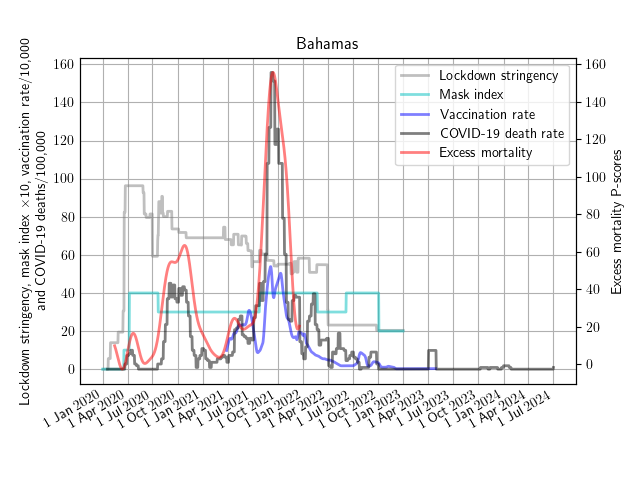 Bahamas
Lockdown stringency, mask index ×10, vaccination rate/10,000
and COVID-19 deaths/100,000
160
140
120
100
80
60
40
20
0
Lockdown stringency
Mask index
Vaccination rate
COVID-19 death rate
Excess mortality
160
140
120
100
80
60
40
20
0
Excess mortality P-scores
1 Jan 2020
1 Apr 2020
1 Jul 2020
1 Oct 2020
1 Jan 2021
1 Apr 2021
1 Jul 2021
1 Oct 2021
1 Jan 2022
1 Apr 2022
1 Jul 2022
1 Oct 2022
1 Jan 2023
1 Apr 2023
1 Jul 2023
1 Oct 2023
1 Jan 2024
1 Apr 2024
1 Jul 2024